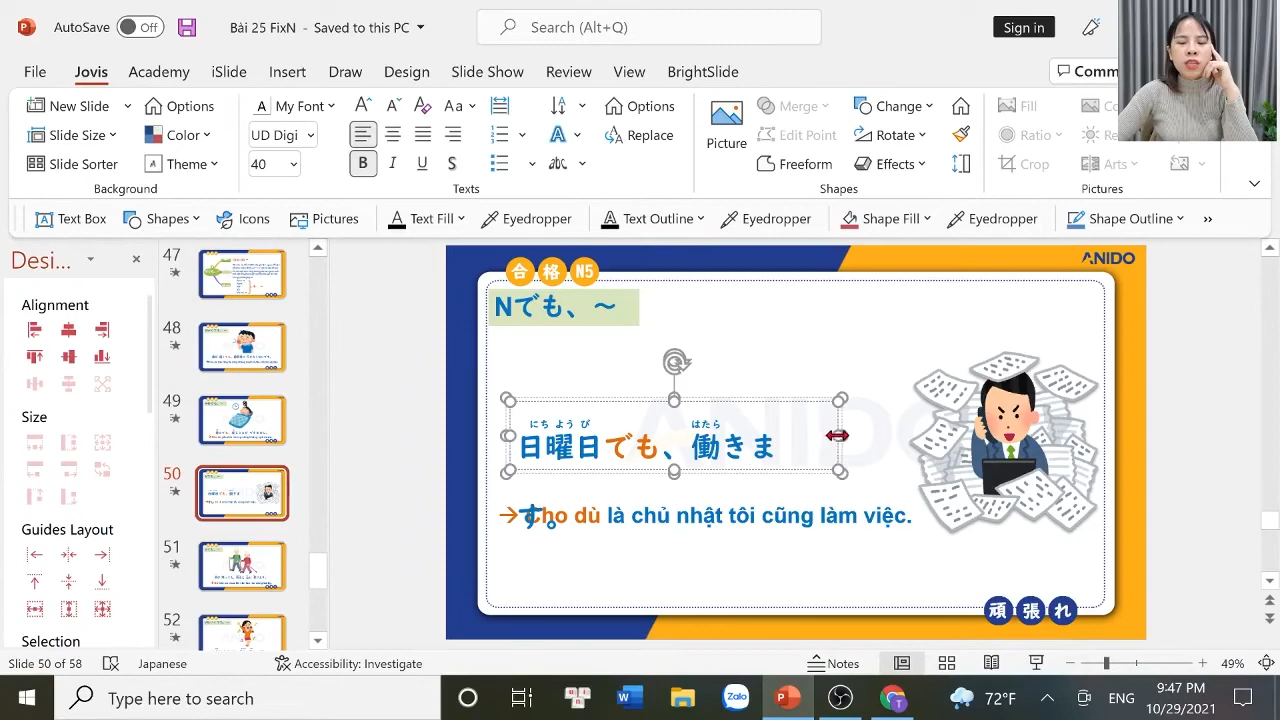 AutoSave Off Bài 25 FixN - Saved to this PC Search (Alt+Q) Sign in
File Jovis Academy iSlide Insert Draw Design Slide Show Review View BrightSlide Comm
New Slide Options A My Font Aa Options Picture Merge Change Fill
Slide Size Color UD Digi Replace Edit Point Rotate Ratio
Slide Sorter Theme 40 B I U S Freeform Effects Crop Arts
Background Texts Shapes Pictures
Text Box Shapes Icons Pictures Text Fill Eyedropper Text Outline Eyedropper Shape Fill Eyedropper Shape Outline
Desi...
Alignment
Size
Guides Layout
Selection
47
48
49
50
51
52
ANIDO
合 格 N5
Nでも、～
にち よう び はたら
日曜日でも、働きま
す。
→ Cho dù là chủ nhật tôi cũng làm việc.
頑 張 れ
Slide 50 of 58 Japanese Accessibility: Investigate Notes 49%
Type here to search Zalo 72°F ENG 9:47 PM
10/29/2021